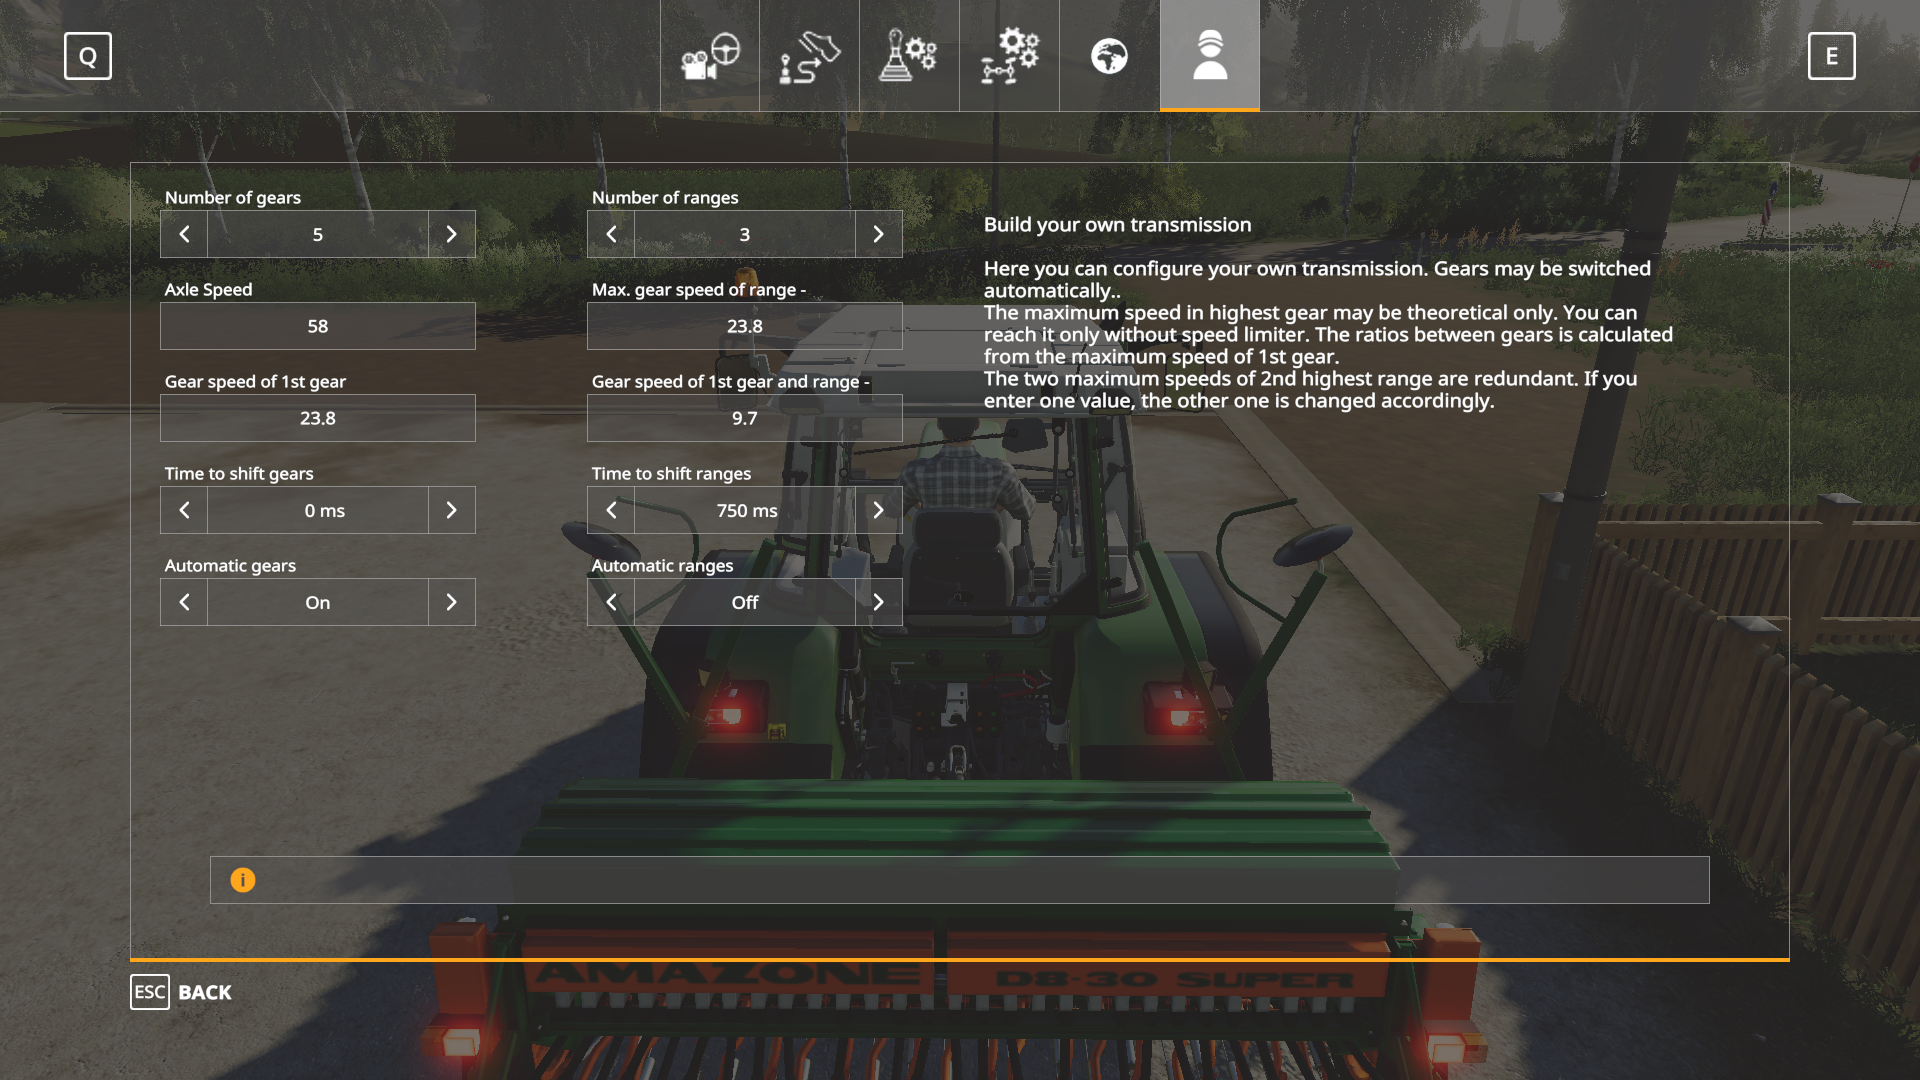 Q
E
Number of gears
5
Number of ranges
3
Axle Speed
58
Max. gear speed of range -
23.8
Gear speed of 1st gear
23.8
Gear speed of 1st gear and range -
9.7
Time to shift gears
0 ms
Time to shift ranges
750 ms
Automatic gears
On
Automatic ranges
Off
Build your own transmission
Here you can configure your own transmission. Gears may be switched
automatically..
The maximum speed in highest gear may be theoretical only. You can
reach it only without speed limiter. The ratios between gears is calculated
from the maximum speed of 1st gear.
The two maximum speeds of 2nd highest range are redundant. If you
enter one value, the other one is changed accordingly.
i
AMAZONE D8-30 SUPER
ESC BACK